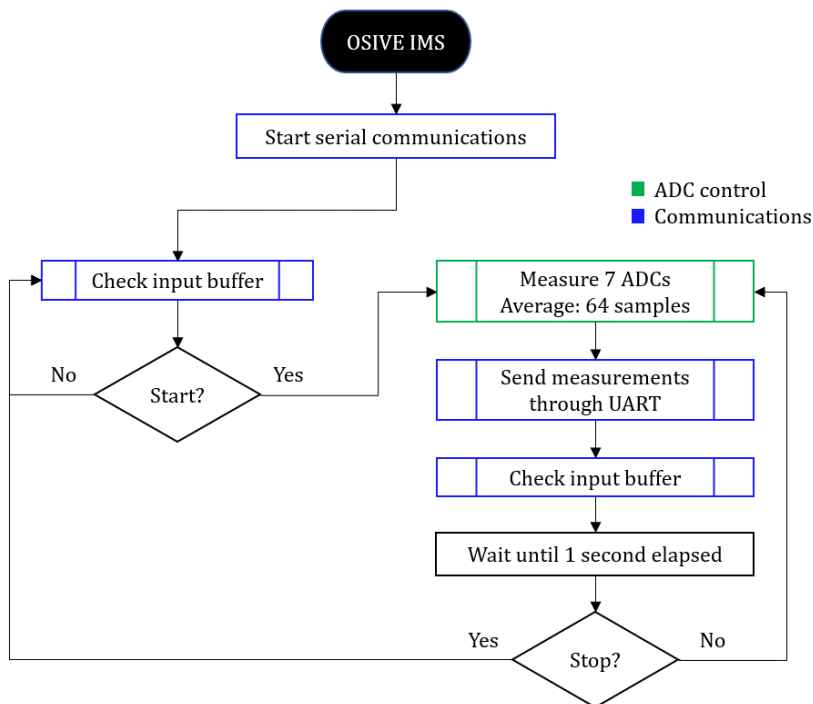 OSIVE IMS
Start serial communications
ADC control
Communications
Check input buffer
Measure 7 ADCs
Average: 64 samples
No
Yes
Start?
Send measurements
through UART
Check input buffer
Wait until 1 second elapsed
Yes
No
Stop?